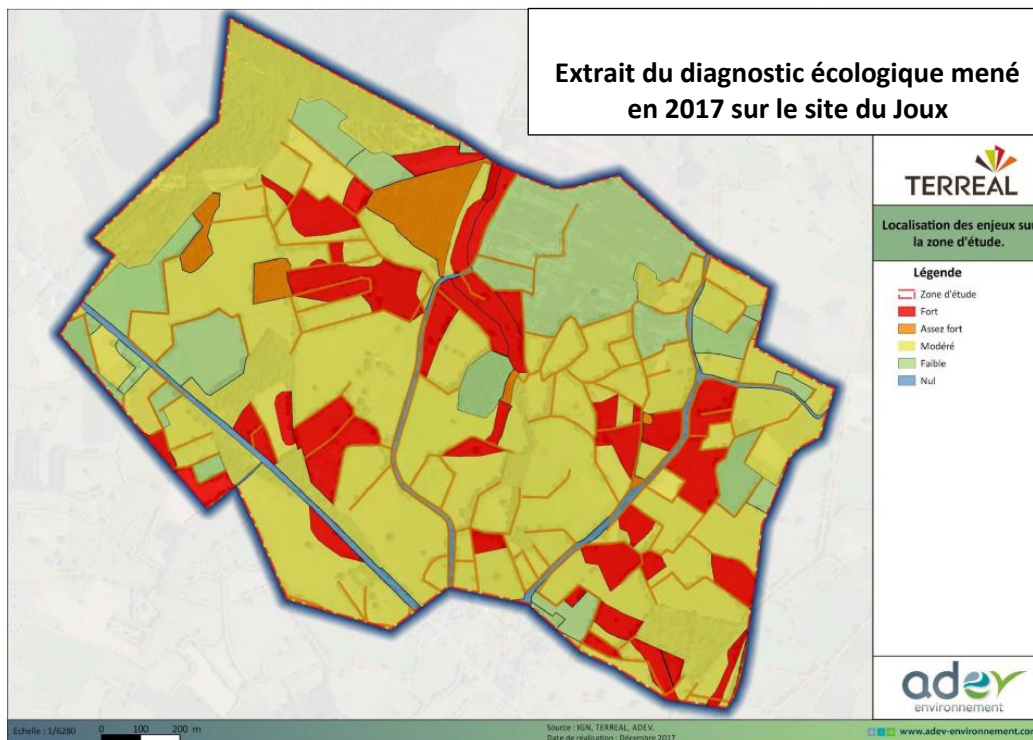 Extrait du diagnostic écologique mené
en 2017 sur le site du Joux
TERREAL
Localisation des enjeux sur
la zone d'étude.
Légende
Zone d'étude
Fort
Assez fort
Modéré
Faible
Nul
adev
environnement
Echelle : 1/6280
0 100 200 m
Source : IGN, TERREAL, ADEV.
Date de réalisation : Décembre 2017
www.adev-environnement.com